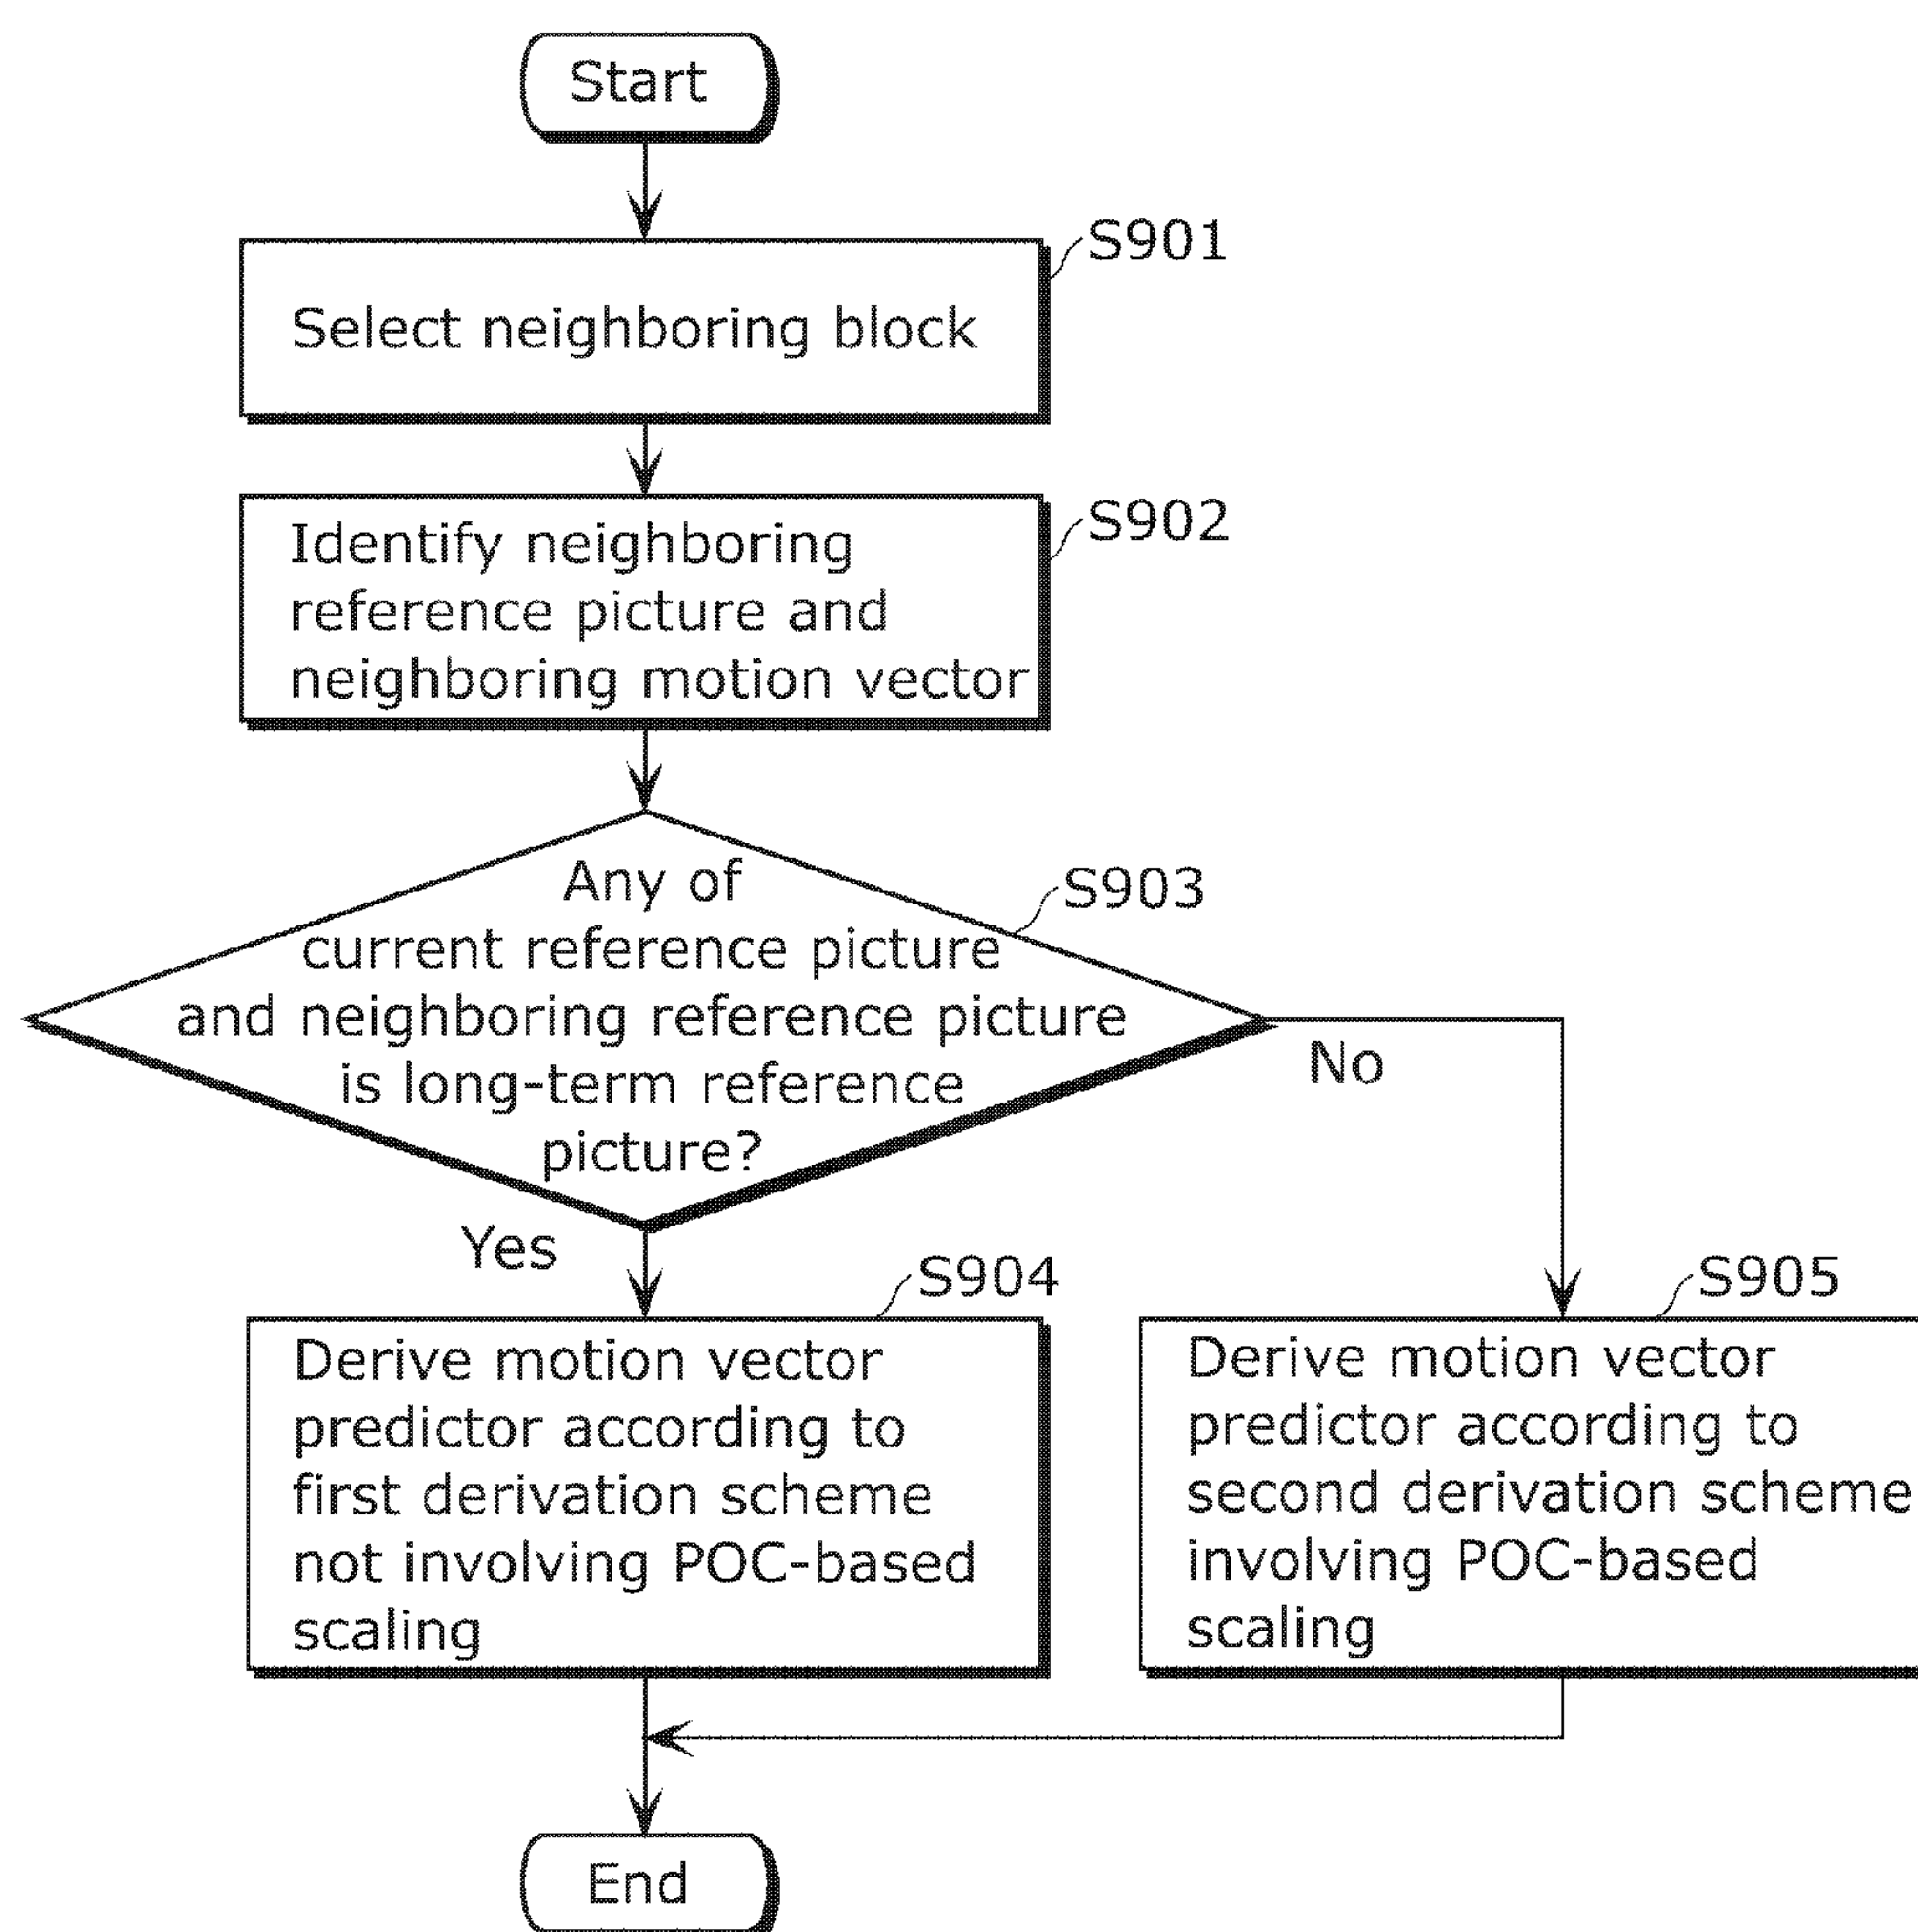 Start
S901
Select neighboring block
S902
Identify neighboring
reference picture and
neighboring motion vector
S903
Any of
current reference picture
and neighboring reference picture
is long-term reference
picture?
No
Yes
S904
Derive motion vector
predictor according to
first derivation scheme
not involving POC-based
scaling
S905
Derive motion vector
predictor according to
second derivation scheme
involving POC-based
scaling
End